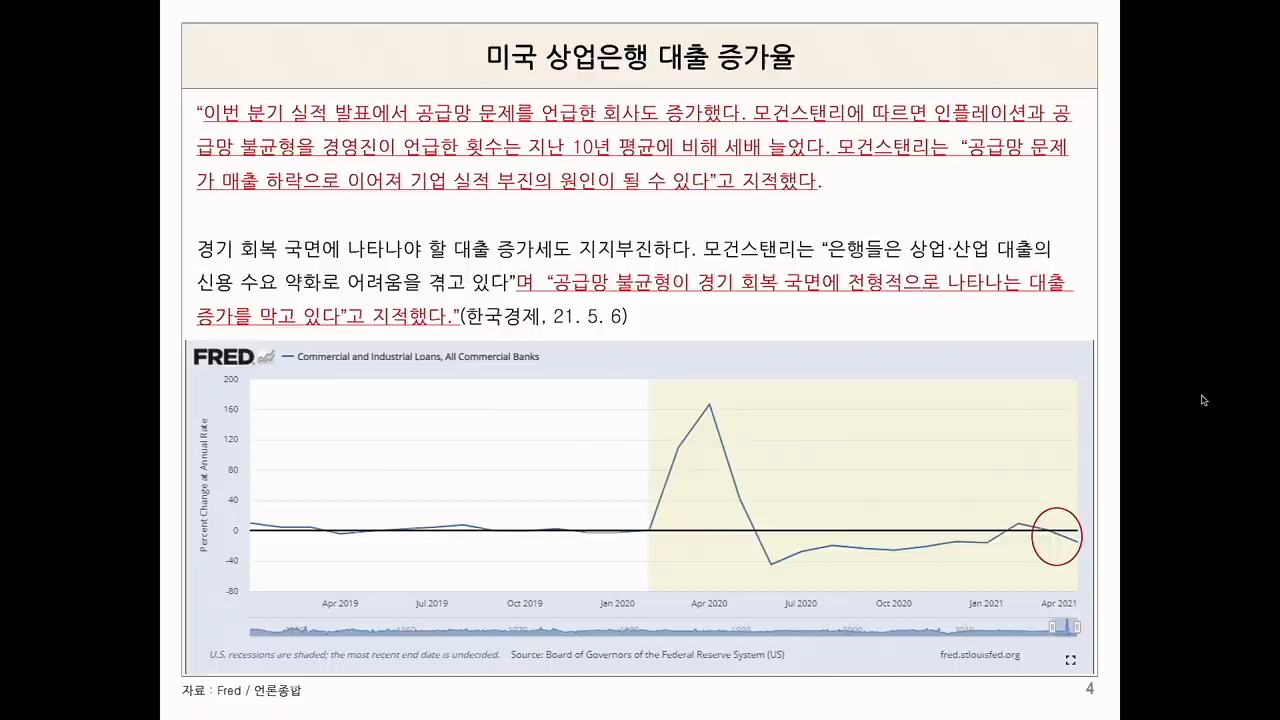 미국 상업은행 대출 증가율
“이번 분기 실적 발표에서 공급망 문제를 언급한 회사도 증가했다. 모건스탠리에 따르면 인플레이션과 공
급망 불균형을 경영진이 언급한 횟수는 지난 10년 평균에 비해 세배 늘었다. 모건스탠리는 “공급망 문제
가 매출 하락으로 이어져 기업 실적 부진의 원인이 될 수 있다”고 지적했다.
경기 회복 국면에 나타나야 할 대출 증가세도 지지부진하다. 모건스탠리는 “은행들은 상업·산업 대출의
신용 수요 약화로 어려움을 겪고 있다”며 “공급망 불균형이 경기 회복 국면에 전형적으로 나타나는 대출
증가를 막고 있다”고 지적했다.”(한국경제, 21. 5. 6)
FRED Commercial and Industrial Loans, All Commercial Banks
Percent Change at Annual Rate
200
160
120
80
40
0
-40
-80
Apr 2019 Jul 2019 Oct 2019 Jan 2020 Apr 2020 Jul 2020 Oct 2020 Jan 2021 Apr 2021
U.S. recessions are shaded; the most recent end date is undecided. Source: Board of Governors of the Federal Reserve System (US) fred.stlouisfed.org
자료 : Fred / 언론종합
4